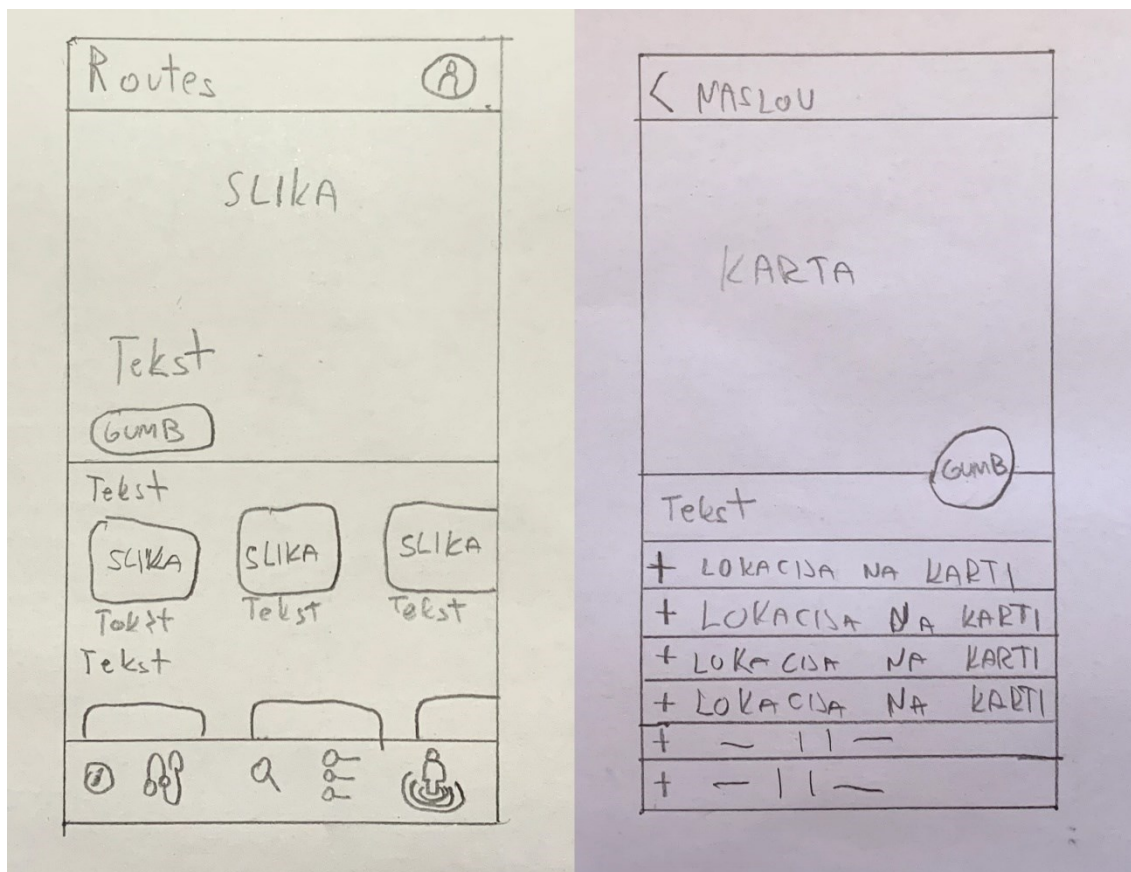 Routes
SLIKA
Tekst
GUMB
Tekst
SLIKA SLIKA SLIKA
Tekst Tekst Tekst
Tekst
< NASLOV
KARTA
GUMB
Tekst
+ LOKACIJA NA KARTI
+ LOKACIJA NA KARTI
+ LOKACIJA NA KARTI
+ LOKACIJA NA KARTI
+ — || —
+ — || —